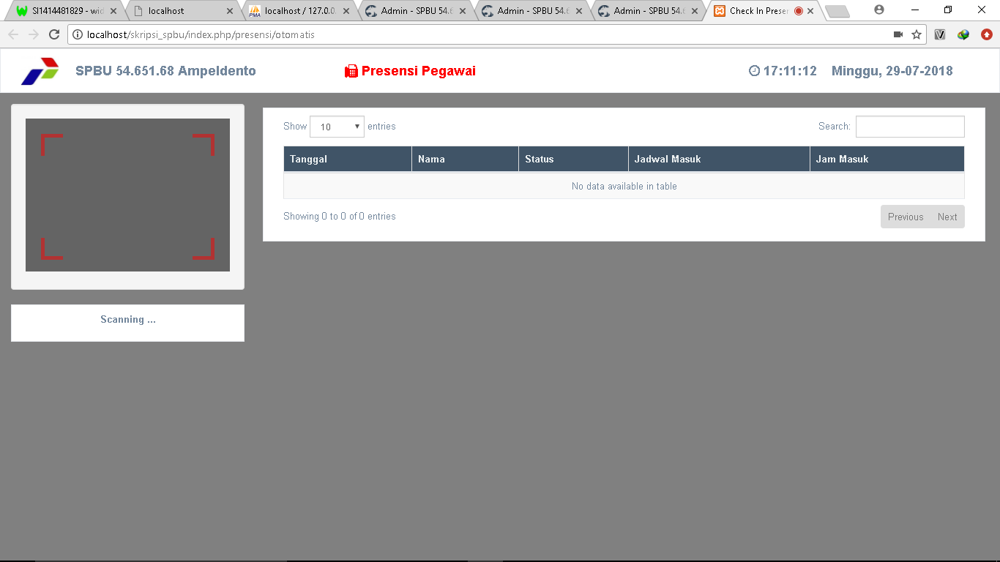 SI1414481829 - wid
localhost
localhost / 127.0.0.
Admin - SPBU 54.6
Admin - SPBU 54.6
Admin - SPBU 54.6
Check In Presen
localhost/skripsi_spbu/index.php/presensi/otomatis
SPBU 54.651.68 Ampeldento
Presensi Pegawai
17:11:12 Minggu, 29-07-2018
Show 10 entries
Search:
Tanggal Nama Status Jadwal Masuk Jam Masuk
No data available in table
Showing 0 to 0 of 0 entries
Previous Next
Scanning ...